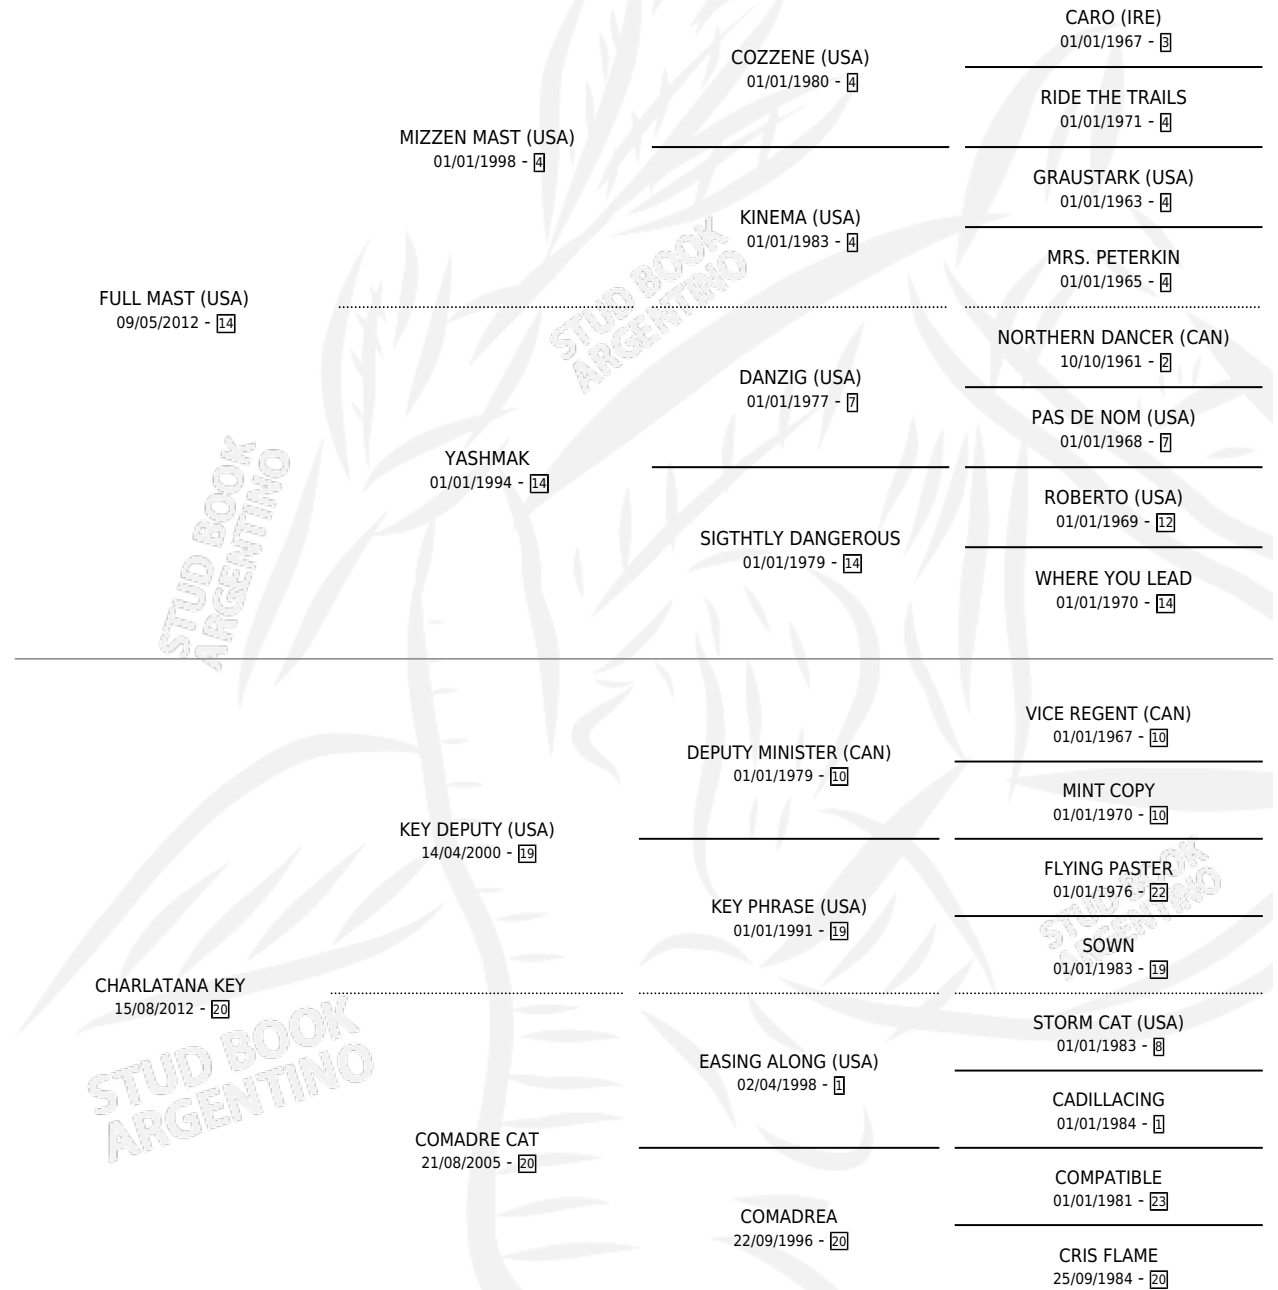 CARO (IRE)
01/01/1967 - 3
COZZENE (USA)
01/01/1980 - 4
RIDE THE TRAILS
01/01/1971 - 4
MIZZEN MAST (USA)
01/01/1998 - 4
GRAUSTARK (USA)
01/01/1963 - 4
KINEMA (USA)
01/01/1983 - 4
MRS. PETERKIN
01/01/1965 - 4
FULL MAST (USA)
09/05/2012 - 14
NORTHERN DANCER (CAN)
10/10/1961 - 2
DANZIG (USA)
01/01/1977 - 7
PAS DE NOM (USA)
01/01/1968 - 7
YASHMAK
01/01/1994 - 14
ROBERTO (USA)
01/01/1969 - 12
SIGTHTLY DANGEROUS
01/01/1979 - 14
WHERE YOU LEAD
01/01/1970 - 14
VICE REGENT (CAN)
01/01/1967 - 10
DEPUTY MINISTER (CAN)
01/01/1979 - 10
MINT COPY
01/01/1970 - 10
KEY DEPUTY (USA)
14/04/2000 - 19
FLYING PASTER
01/01/1976 - 22
KEY PHRASE (USA)
01/01/1991 - 19
SOWN
01/01/1983 - 19
CHARLATANA KEY
15/08/2012 - 20
STORM CAT (USA)
01/01/1983 - 8
EASING ALONG (USA)
02/04/1998 - 1
CADILLACING
01/01/1984 - 1
COMADRE CAT
21/08/2005 - 20
COMPATIBLE
01/01/1981 - 23
COMADREA
22/09/1996 - 20
CRIS FLAME
25/09/1984 - 20
STUD BOOK
ARGENTINO
STUD BOOK
ARGENTINO
STUD BOOK
ARGENTINO
STUD BOOK
ARGENTINO